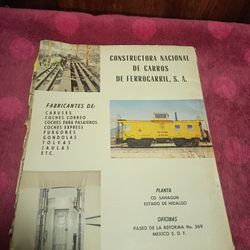 CONSTRUCTORA NACIONAL
DE CARROS
DE FERROCARRIL, S. A.
FABRICANTES DE:
CABUSES
COCHES CORREO
COCHES PARA PASAJEROS
COCHES EXPRESS
FURGONES
GONDOLAS
TOLVAS
JAULAS
ETC.
PLANTA
CD. SAHAGUN
ESTADO DE HIDALGO
OFICINAS
PASEO DE LA REFORMA No. 369
MEXICO 5, D.F.